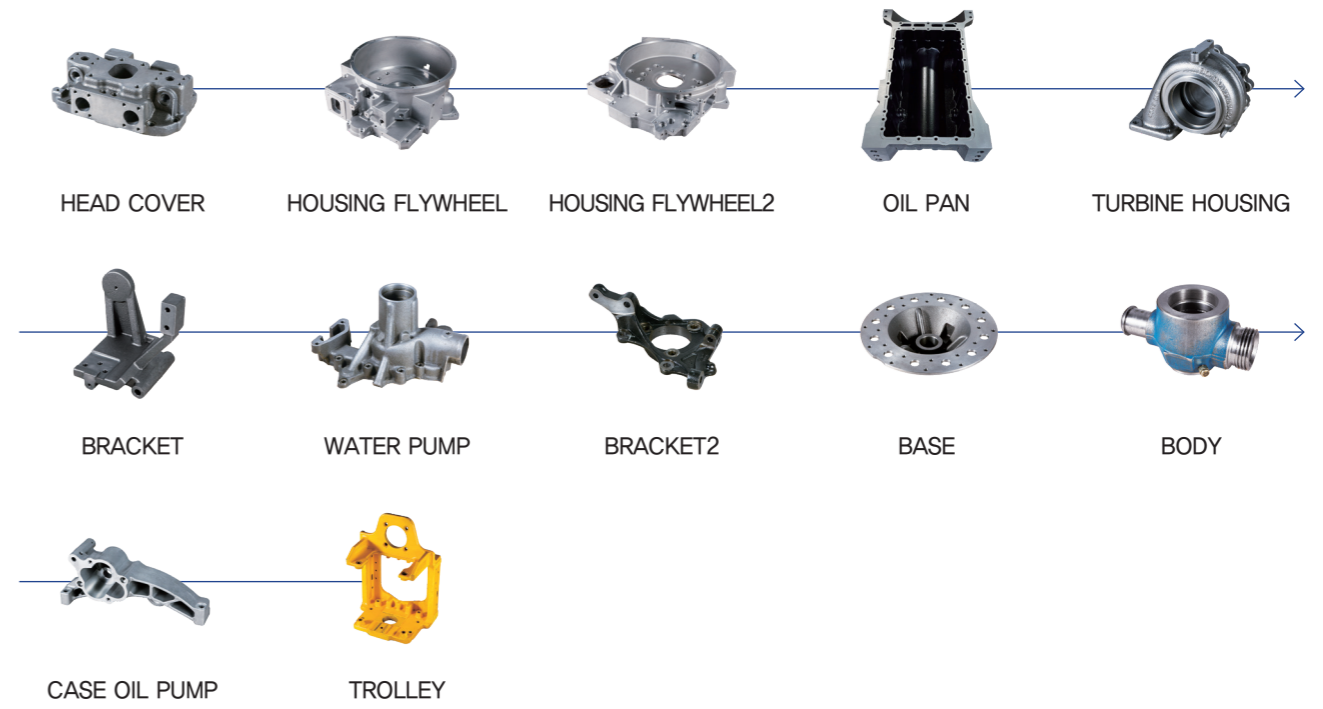 HEAD COVER
HOUSING FLYWHEEL
HOUSING FLYWHEEL2
OIL PAN
TURBINE HOUSING
BRACKET
WATER PUMP
BRACKET2
BASE
BODY
CASE OIL PUMP
TROLLEY